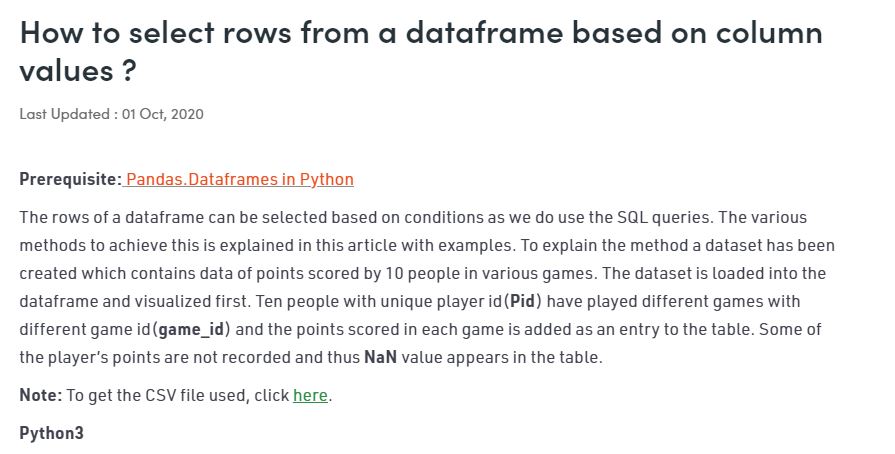 How to select rows from a dataframe based on column
values ?
Last Updated : 01 Oct, 2020
Prerequisite: Pandas.Dataframes in Python
The rows of a dataframe can be selected based on conditions as we do use the SQL queries. The various
methods to achieve this is explained in this article with examples. To explain the method a dataset has been
created which contains data of points scored by 10 people in various games. The dataset is loaded into the
dataframe and visualized first. Ten people with unique player id(Pid) have played different games with
different game id(game_id) and the points scored in each game is added as an entry to the table. Some of
the player’s points are not recorded and thus NaN value appears in the table.
Note: To get the CSV file used, click here.
Python3